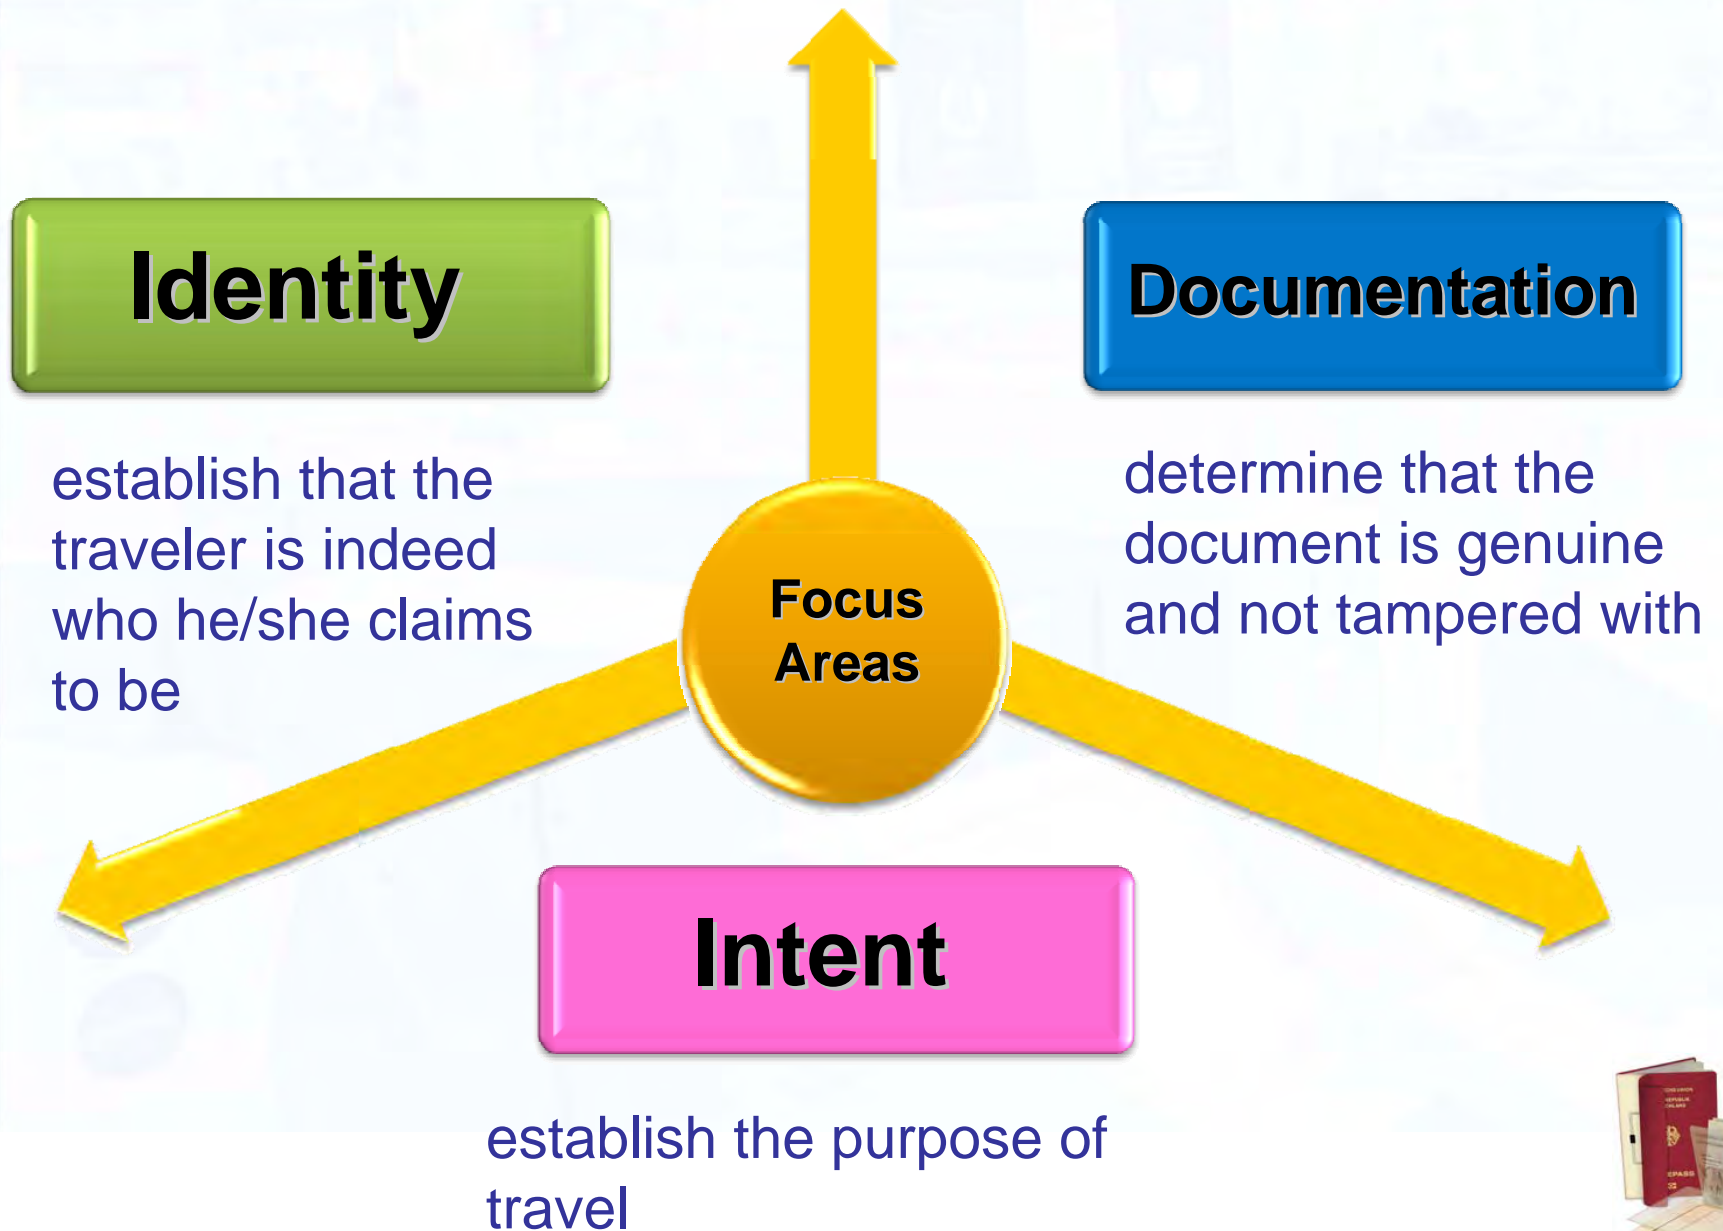 Identity
establish that the
traveler is indeed
who he/she claims
to be
Documentation
determine that the
document is genuine
and not tampered with
Focus
Areas
Intent
establish the purpose of
travel